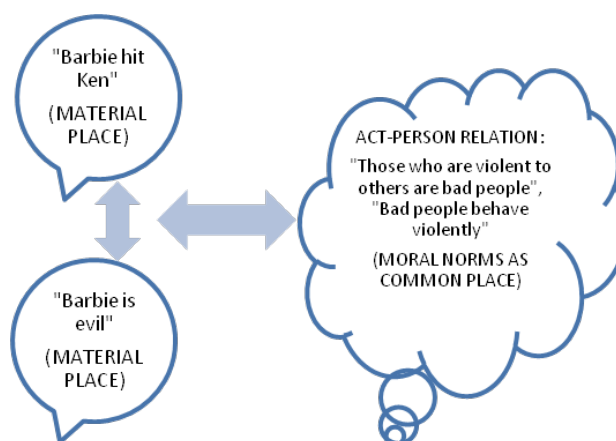 "Barbie hit
Ken"
(MATERIAL
PLACE)
"Barbie is
evil"
(MATERIAL
PLACE)
ACT-PERSON RELATION:
"Those who are violent to
others are bad people",
"Bad people behave
violently"
(MORAL NORMS AS
COMMON PLACE)